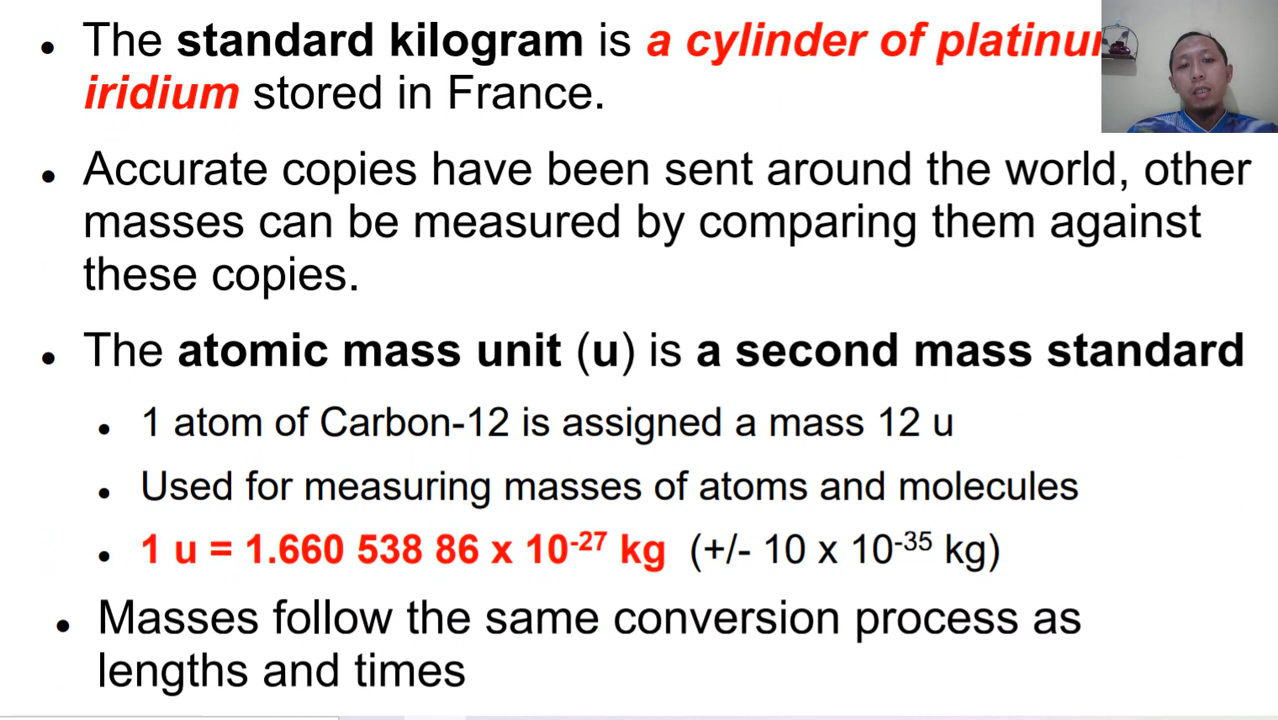 • The standard kilogram is a cylinder of
iridium stored in France.
• Accurate copies have been sent around the world, other
masses can be measured by comparing them against
these copies.
• The atomic mass unit (u) is a second mass standard
• 1 atom of Carbon-12 is assigned a mass 12 u
• Used for measuring masses of atoms and molecules
• 1 u = 1.660 538 86 x 10⁻²⁷ kg (+/- 10 x 10⁻³⁵ kg)
• Masses follow the same conversion process as
lengths and times